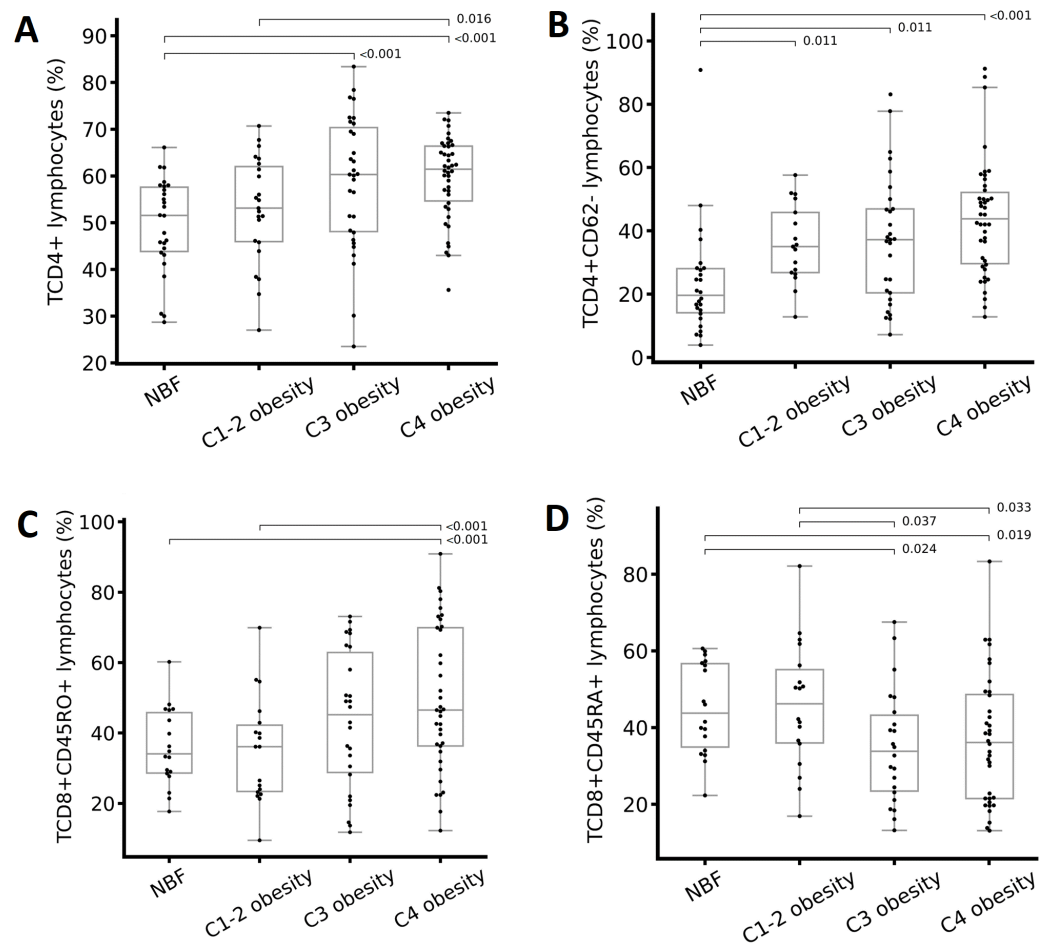 A
TCD4+ lymphocytes (%)
90
80
70
60
50
40
30
20
0.016
<0.001
<0.001
NBF
C1-2 obesity
C3 obesity
C4 obesity
B
TCD4+CD62- lymphocytes (%)
100
80
60
40
20
0
<0.001
0.011
0.011
NBF
C1-2 obesity
C3 obesity
C4 obesity
C
TCD8+CD45RO+ lymphocytes (%)
100
80
60
40
20
<0.001
<0.001
NBF
C1-2 obesity
C3 obesity
C4 obesity
D
TCD8+CD45RA+ lymphocytes (%)
80
60
40
20
0.033
0.037
0.019
0.024
NBF
C1-2 obesity
C3 obesity
C4 obesity